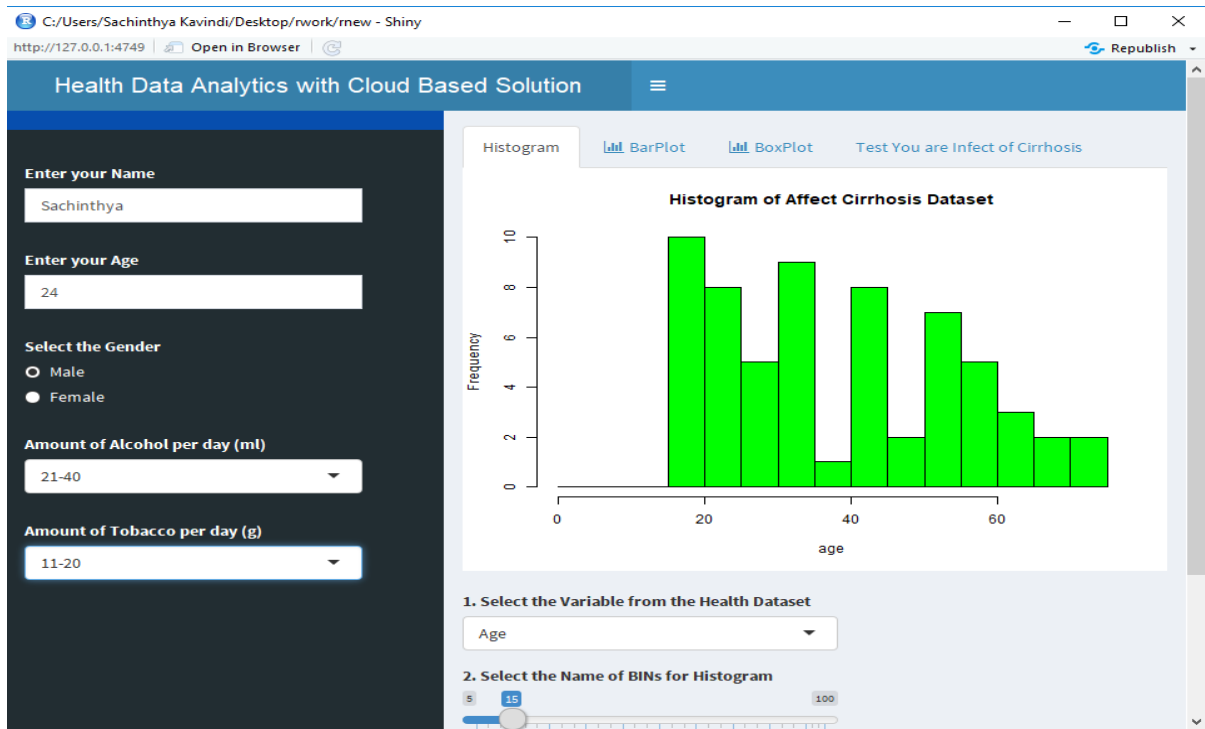 C:/Users/Sachinthya Kavindi/Desktop/rwork/rnew - Shiny
http://127.0.0.1:4749 Open in Browser Republish
Health Data Analytics with Cloud Based Solution
Enter your Name
Sachinthya
Enter your Age
24
Select the Gender
Male
Female
Amount of Alcohol per day (ml)
21-40
Amount of Tobacco per day (g)
11-20
Histogram BarPlot BoxPlot Test You are Infect of Cirrhosis
Histogram of Affect Cirrhosis Dataset
Frequency
10
8
6
4
2
0
0 20 40 60
age
1. Select the Variable from the Health Dataset
Age
2. Select the Name of BINs for Histogram
5 15 100